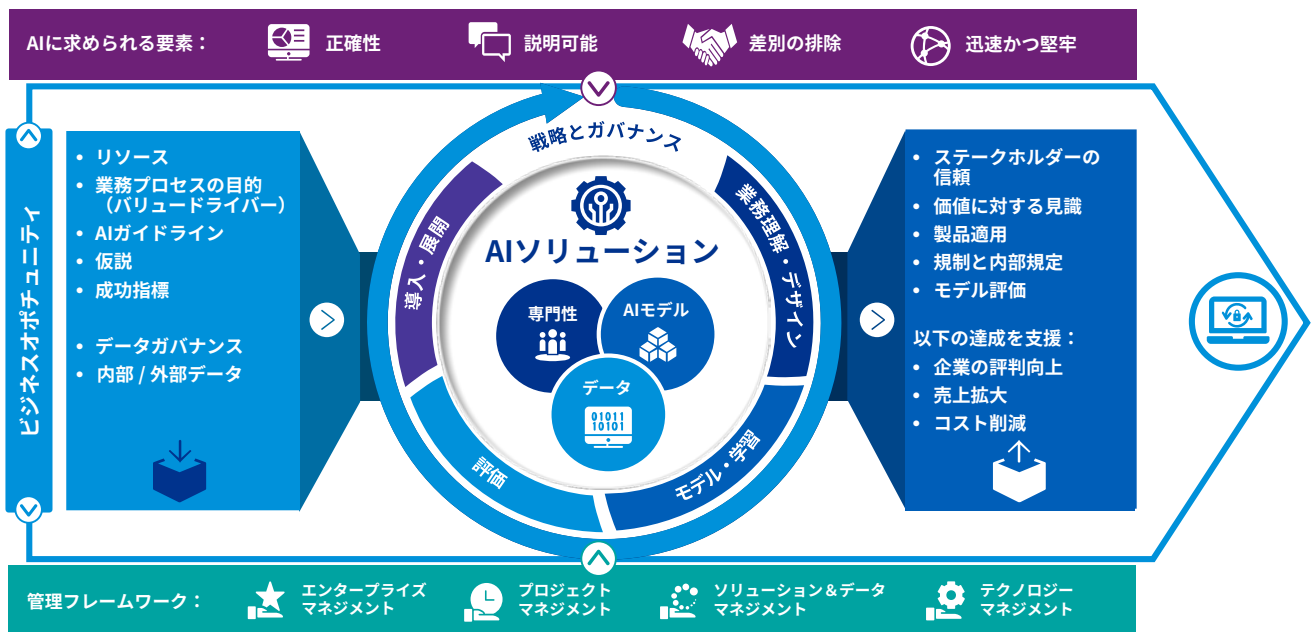 AIに求められる要素：
正確性
説明可能
差別の排除
迅速かつ堅牢
ビジネスオポチュニティ
• リソース
• 業務プロセスの目的
（バリュードライバー）
• AIガイドライン
• 仮説
• 成功指標
• データガバナンス
• 内部 / 外部データ
戦略とガバナンス
業務理解・デザイン
モデル・学習
評価
導入・展開
AIソリューション
専門性
AIモデル
データ
01011
10101
• ステークホルダーの
信頼
• 価値に対する見識
• 製品適用
• 規制と内部規定
• モデル評価
以下の達成を支援：
• 企業の評判向上
• 売上拡大
• コスト削減
管理フレームワーク：
エンタープライズ
マネジメント
プロジェクト
マネジメント
ソリューション＆データ
マネジメント
テクノロジー
マネジメント